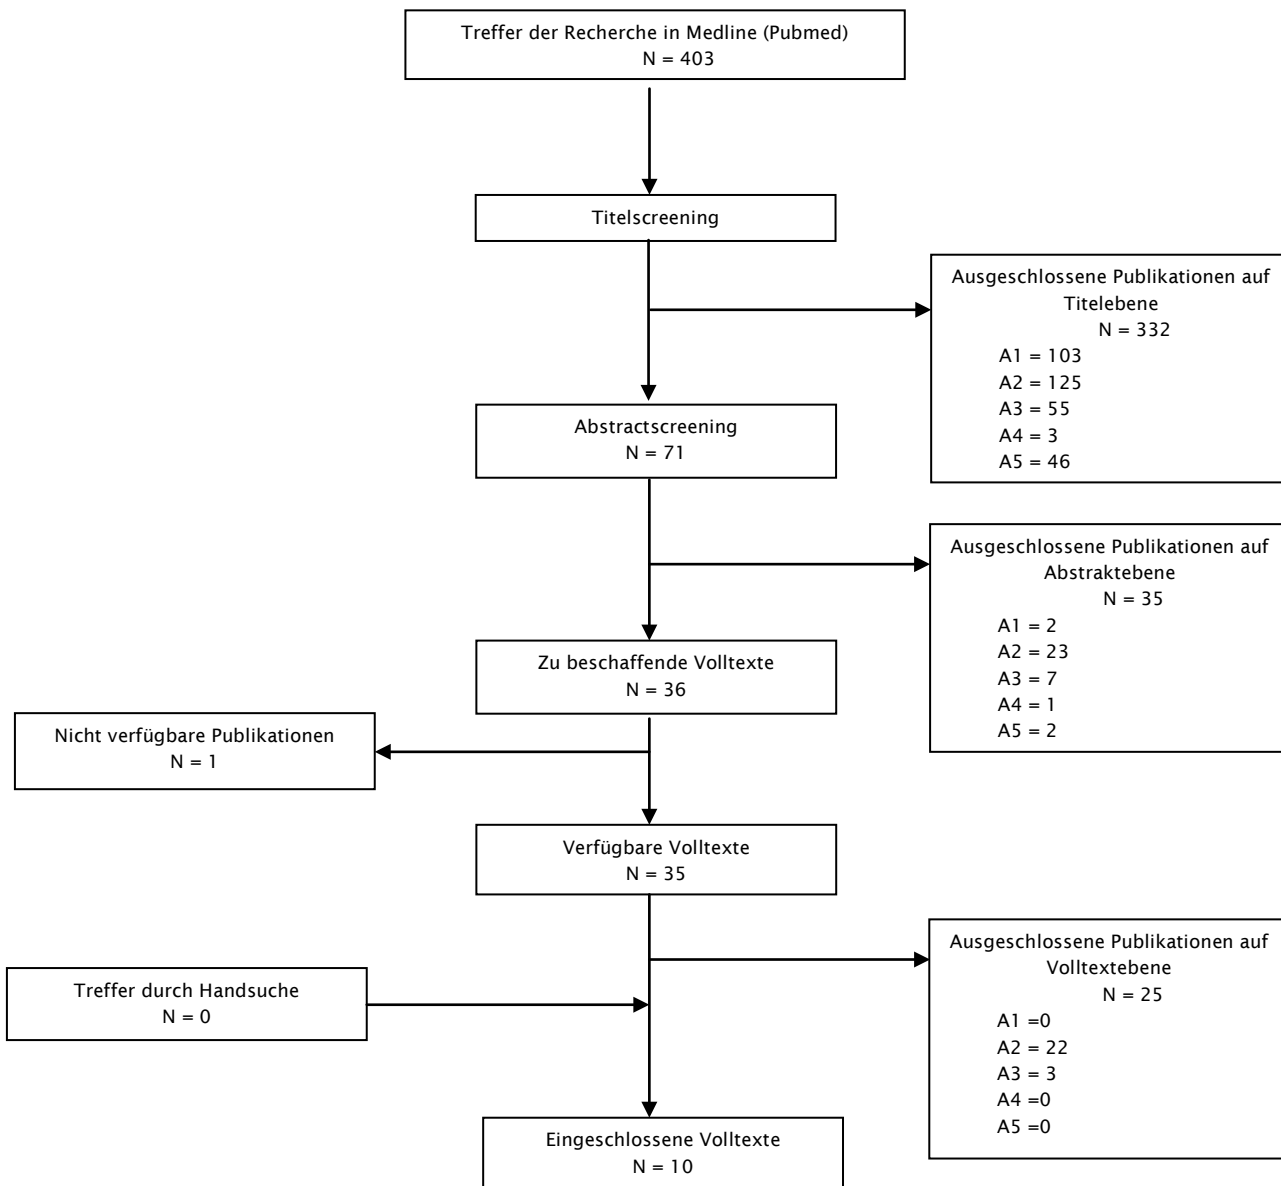 Treffer der Recherche in Medline (Pubmed)
N = 403
Titelscreening
Ausgeschlossene Publikationen auf
Titelebene
N = 332
A1 = 103
A2 = 125
A3 = 55
A4 = 3
A5 = 46
Abstractscreening
N = 71
Ausgeschlossene Publikationen auf
Abstraktebene
N = 35
A1 = 2
A2 = 23
A3 = 7
A4 = 1
A5 = 2
Zu beschaffende Volltexte
N = 36
Nicht verfügbare Publikationen
N = 1
Verfügbare Volltexte
N = 35
Ausgeschlossene Publikationen auf
Volltextebene
N = 25
A1 =0
A2 = 22
A3 = 3
A4 =0
A5 =0
Treffer durch Handsuche
N = 0
Eingeschlossene Volltexte
N = 10